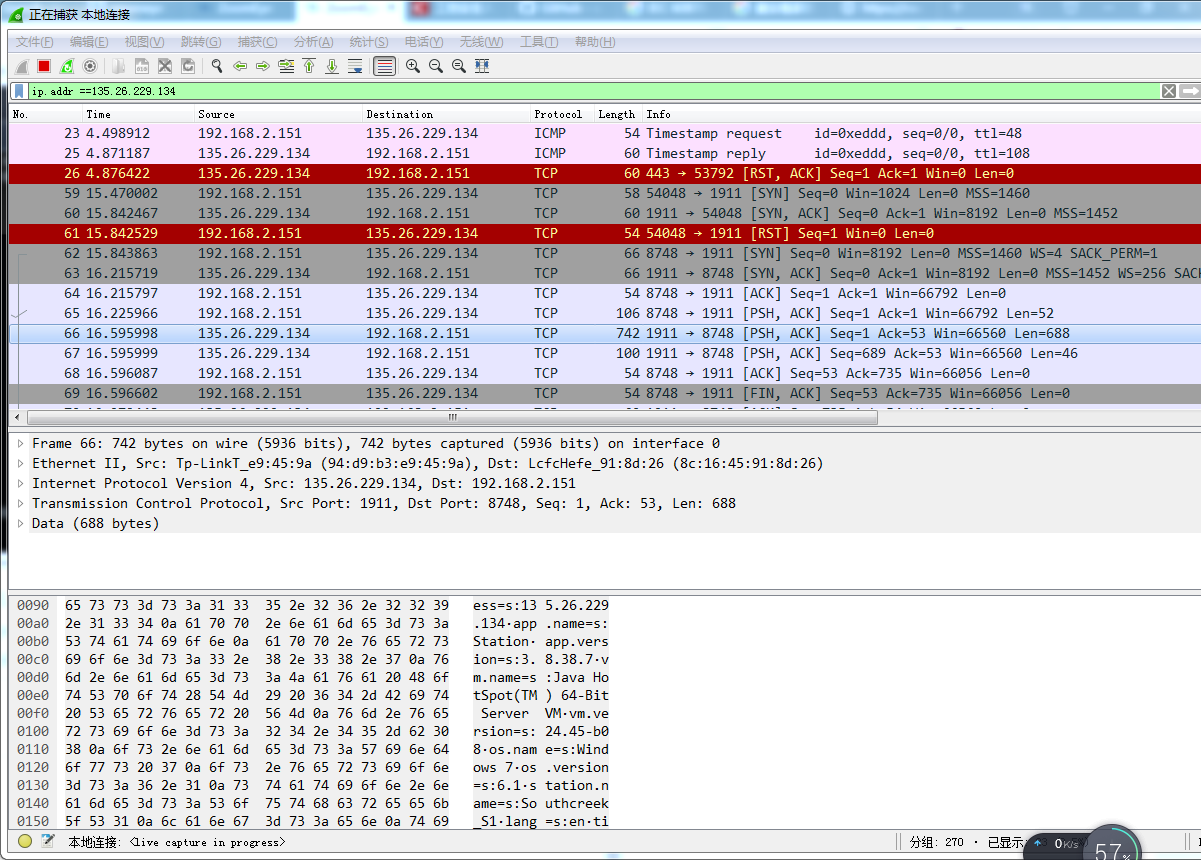 正在捕获 本地连接
文件(F) 编辑(E) 视图(V) 跳转(G) 捕获(C) 分析(A) 统计(S) 电话(Y) 无线(W) 工具(T) 帮助(H)
ip.addr ==135.26.229.134
No. Time Source Destination Protocol Length Info
23 4.498912 192.168.2.151 135.26.229.134 ICMP 54 Timestamp request id=0xeddd, seq=0/0, ttl=48
25 4.871187 135.26.229.134 192.168.2.151 ICMP 60 Timestamp reply id=0xeddd, seq=0/0, ttl=108
26 4.876422 135.26.229.134 192.168.2.151 TCP 60 443 → 53792 [RST, ACK] Seq=1 Ack=1 Win=0 Len=0
59 15.470002 192.168.2.151 135.26.229.134 TCP 58 54048 → 1911 [SYN] Seq=0 Win=1024 Len=0 MSS=1460
60 15.842467 135.26.229.134 192.168.2.151 TCP 60 1911 → 54048 [SYN, ACK] Seq=0 Ack=1 Win=8192 Len=0 MSS=1452
61 15.842529 192.168.2.151 135.26.229.134 TCP 54 54048 → 1911 [RST] Seq=1 Win=0 Len=0
62 15.843863 192.168.2.151 135.26.229.134 TCP 66 8748 → 1911 [SYN] Seq=0 Win=8192 Len=0 MSS=1460 WS=4 SACK_PERM=1
63 16.215719 135.26.229.134 192.168.2.151 TCP 66 1911 → 8748 [SYN, ACK] Seq=0 Ack=1 Win=8192 Len=0 MSS=1452 WS=256 SACK
64 16.215797 192.168.2.151 135.26.229.134 TCP 54 8748 → 1911 [ACK] Seq=1 Ack=1 Win=66792 Len=0
65 16.225966 192.168.2.151 135.26.229.134 TCP 106 8748 → 1911 [PSH, ACK] Seq=1 Ack=1 Win=66792 Len=52
66 16.595998 135.26.229.134 192.168.2.151 TCP 742 1911 → 8748 [PSH, ACK] Seq=1 Ack=53 Win=66560 Len=688
67 16.595999 135.26.229.134 192.168.2.151 TCP 100 1911 → 8748 [PSH, ACK] Seq=689 Ack=53 Win=66560 Len=46
68 16.596087 192.168.2.151 135.26.229.134 TCP 54 8748 → 1911 [ACK] Seq=53 Ack=735 Win=66056 Len=0
69 16.596602 192.168.2.151 135.26.229.134 TCP 54 8748 → 1911 [FIN, ACK] Seq=53 Ack=735 Win=66056 Len=0
Frame 66: 742 bytes on wire (5936 bits), 742 bytes captured (5936 bits) on interface 0
Ethernet II, Src: Tp-LinkT_e9:45:9a (94:d9:b3:e9:45:9a), Dst: LcfcHefe_91:8d:26 (8c:16:45:91:8d:26)
Internet Protocol Version 4, Src: 135.26.229.134, Dst: 192.168.2.151
Transmission Control Protocol, Src Port: 1911, Dst Port: 8748, Seq: 1, Ack: 53, Len: 688
Data (688 bytes)
0090 65 73 73 3d 73 3a 31 33 35 2e 32 36 2e 32 32 39 ess=s:13 5.26.229
00a0 2e 31 33 34 0a 61 70 70 2e 6e 61 6d 65 3d 73 3a .134·app .name=s:
00b0 53 74 61 74 69 6f 6e 0a 61 70 70 2e 76 65 72 73 Station· app.vers
00c0 69 6f 6e 3d 73 3a 33 2e 38 2e 33 38 2e 37 0a 76 ion=s:3. 8.38.7·v
00d0 6d 2e 6e 61 6d 65 3d 73 3a 4a 61 76 61 20 48 6f m.name=s :Java Ho
00e0 74 53 70 6f 74 28 54 4d 29 20 36 34 2d 42 69 74 tSpot(TM ) 64-Bit
00f0 20 53 65 72 76 65 72 20 56 4d 0a 76 6d 2e 76 65 Server VM·vm.ve
0100 72 73 69 6f 6e 3d 73 3a 32 34 2e 34 35 2d 62 30 rsion=s: 24.45-b0
0110 38 0a 6f 73 2e 6e 61 6d 65 3d 73 3a 57 69 6e 64 8·os.nam e=s:Wind
0120 6f 77 73 20 37 0a 6f 73 2e 76 65 72 73 69 6f 6e ows 7·os .version
0130 3d 73 3a 36 2e 31 0a 73 74 61 74 69 6f 6e 2e 6e =s:6.1·s tation.n
0140 61 6d 65 3d 73 3a 53 6f 75 74 68 63 72 65 65 6b ame=s:So uthcreek
0150 5f 53 31 0a 6c 61 6e 67 3d 73 3a 65 6e 0a 74 69 _S1·lang =s:en·ti
本地连接: <live capture in progress> 分组: 270 · 已显示
0K/s
57%